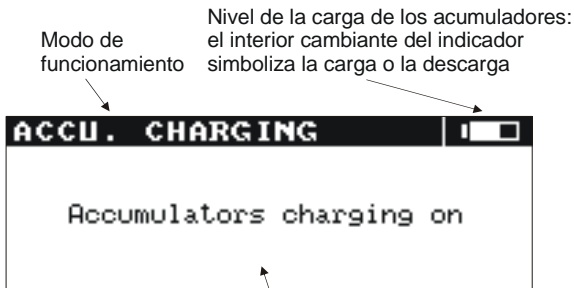 Nivel de la carga de los acumuladores:
el interior cambiante del indicador
simboliza la carga o la descarga
Modo de
funcionamiento
ACCU. CHARGING
Accumulators charging on